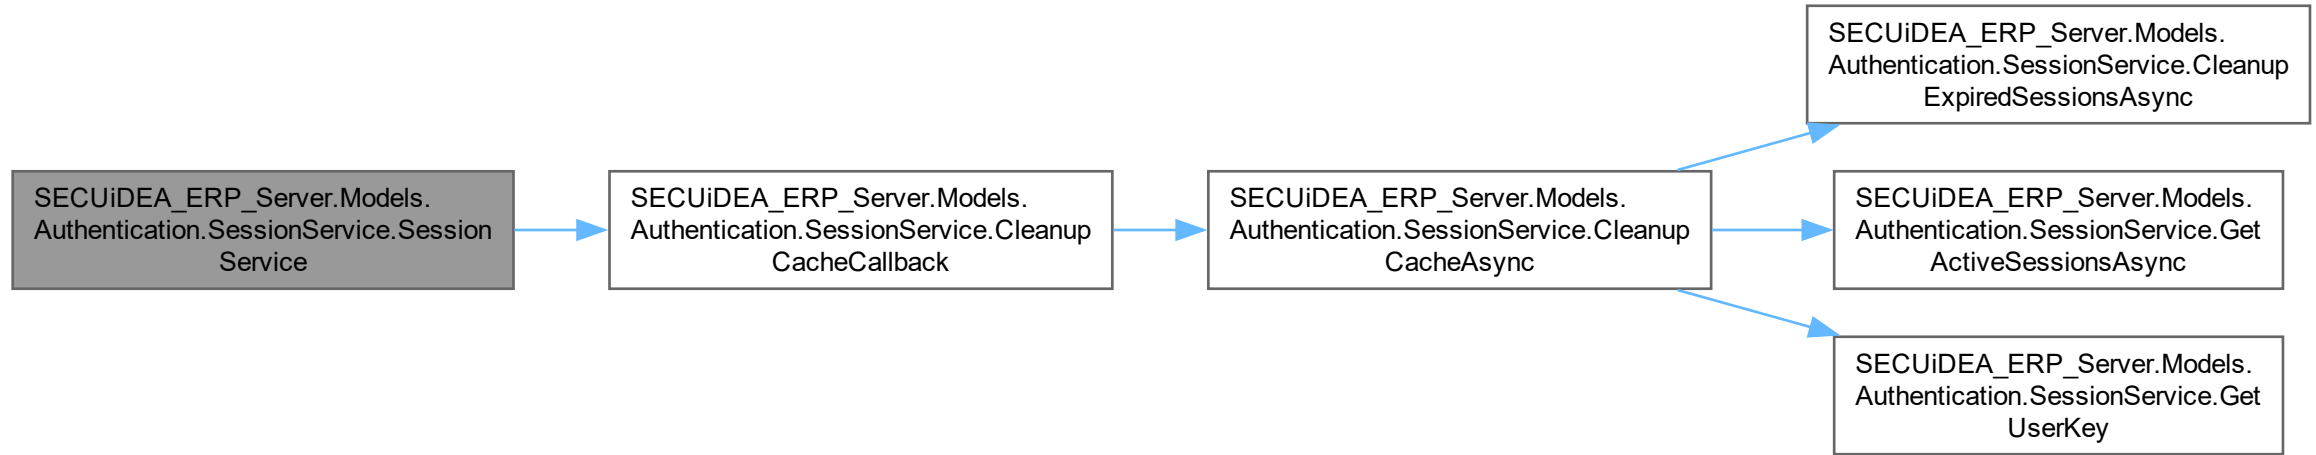 SECUiDEA_ERP_Server.Models.
Authentication.SessionService.Session
Service
SECUiDEA_ERP_Server.Models.
Authentication.SessionService.Cleanup
CacheCallback
SECUiDEA_ERP_Server.Models.
Authentication.SessionService.Cleanup
CacheAsync
SECUiDEA_ERP_Server.Models.
Authentication.SessionService.Cleanup
ExpiredSessionsAsync
SECUiDEA_ERP_Server.Models.
Authentication.SessionService.Get
ActiveSessionsAsync
SECUiDEA_ERP_Server.Models.
Authentication.SessionService.Get
UserKey